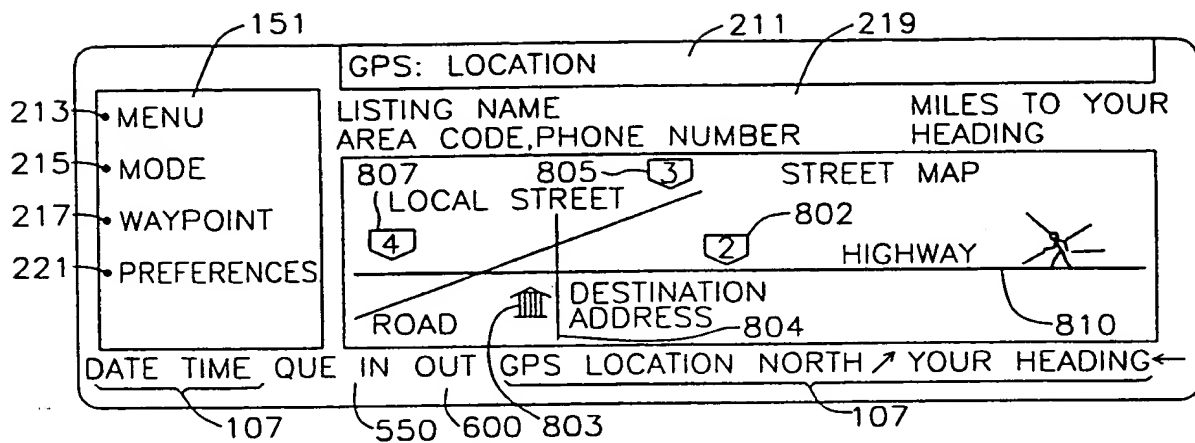 151
211
219
GPS: LOCATION
213 MENU
215 MODE
217 WAYPOINT
221 PREFERENCES
LISTING NAME
AREA CODE,PHONE NUMBER
MILES TO YOUR
HEADING
807
805
3
STREET MAP
LOCAL STREET
802
4
2
HIGHWAY
DESTINATION
ADDRESS
ROAD
804
810
DATE TIME QUE IN OUT GPS LOCATION NORTH↗YOUR HEADING←
107
550
600
803
107